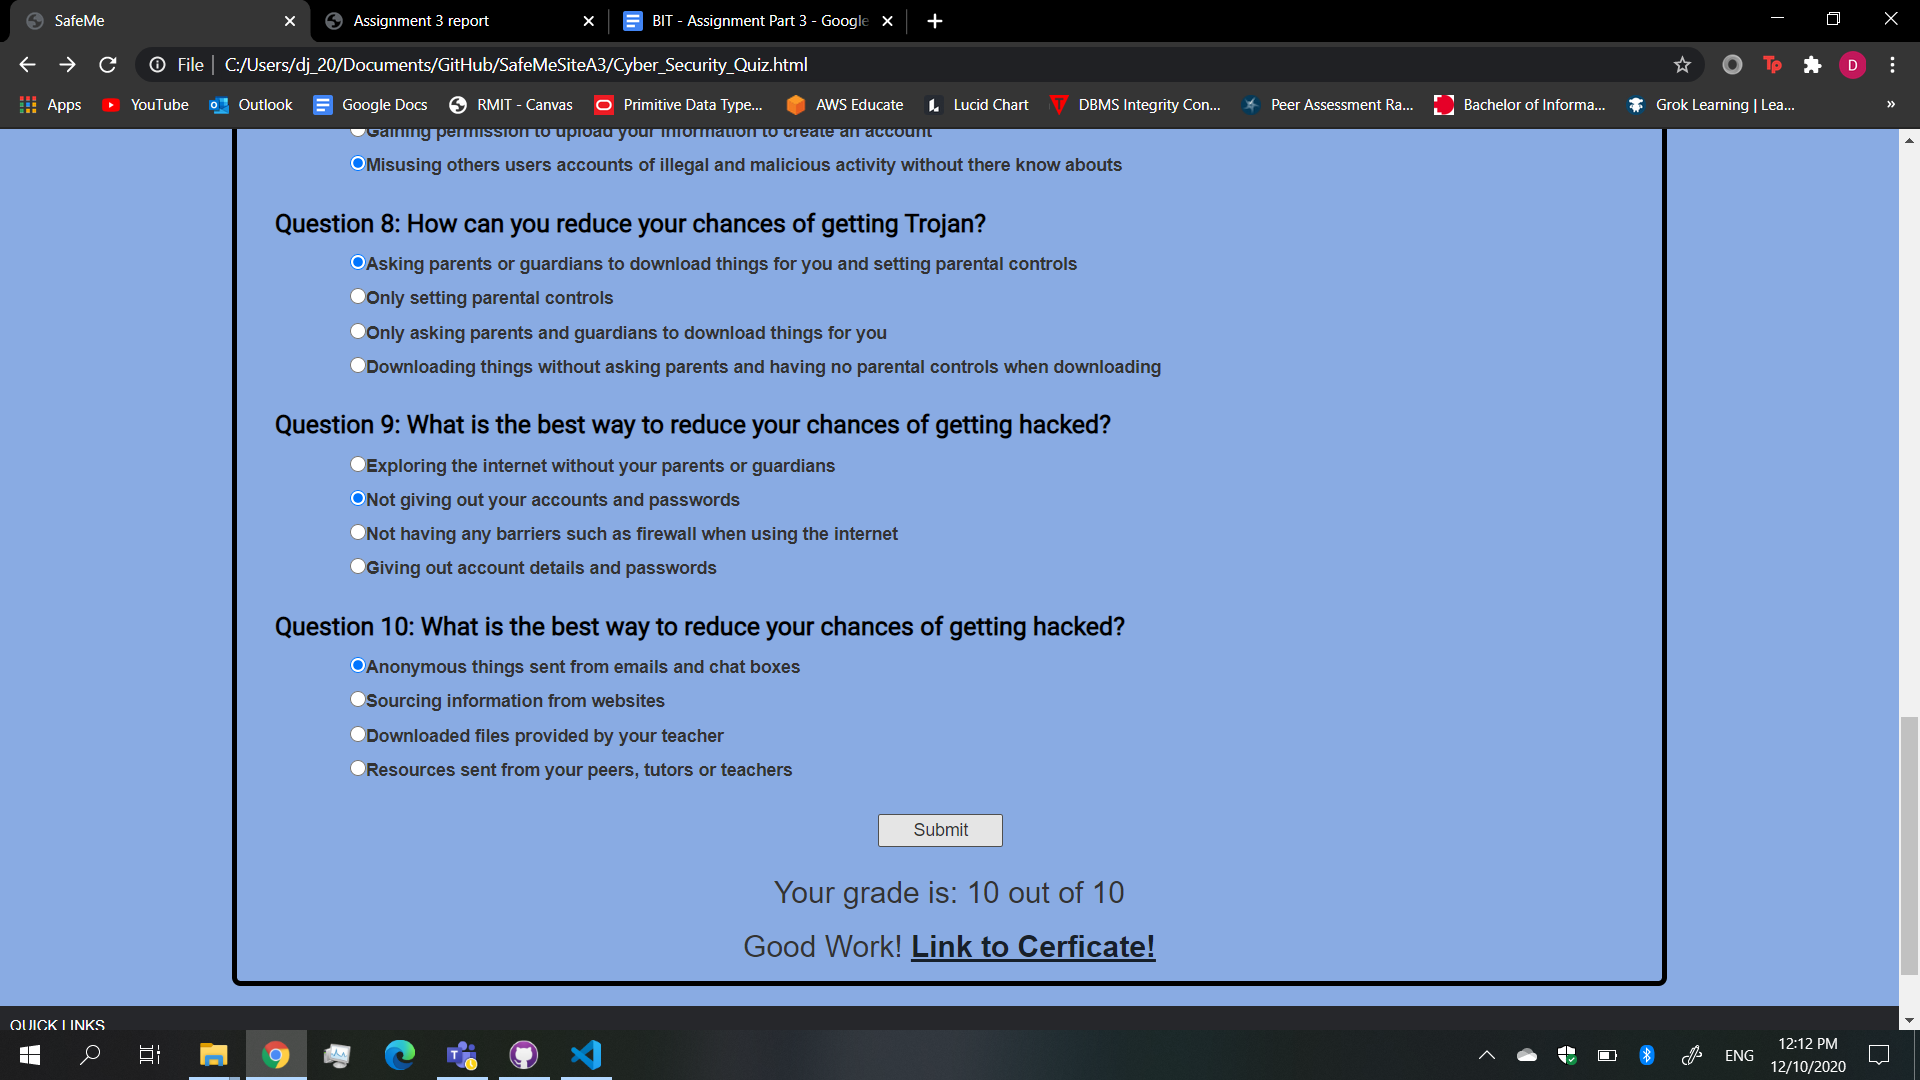 SafeMe
Assignment 3 report
BIT - Assignment Part 3 - Google
File
C:/Users/dj_20/Documents/GitHub/SafeMeSiteA3/Cyber_Security_Quiz.html
Tp
D
Apps
YouTube
Outlook
Google Docs
RMIT - Canvas
Primitive Data Type...
AWS Educate
Lucid Chart
DBMS Integrity Con...
Peer Assessment Ra...
Bachelor of Informa...
Grok Learning | Lea...
»
Gaining permission to upload your information to create an account
Misusing others users accounts of illegal and malicious activity without there know abouts
Question 8: How can you reduce your chances of getting Trojan?
Asking parents or guardians to download things for you and setting parental controls
Only setting parental controls
Only asking parents and guardians to download things for you
Downloading things without asking parents and having no parental controls when downloading
Question 9: What is the best way to reduce your chances of getting hacked?
Exploring the internet without your parents or guardians
Not giving out your accounts and passwords
Not having any barriers such as firewall when using the internet
Giving out account details and passwords
Question 10: What is the best way to reduce your chances of getting hacked?
Anonymous things sent from emails and chat boxes
Sourcing information from websites
Downloaded files provided by your teacher
Resources sent from your peers, tutors or teachers
Submit
Your grade is: 10 out of 10
Good Work! Link to Cerficate!
QUICK LINKS
ENG
12:12 PM
12/10/2020